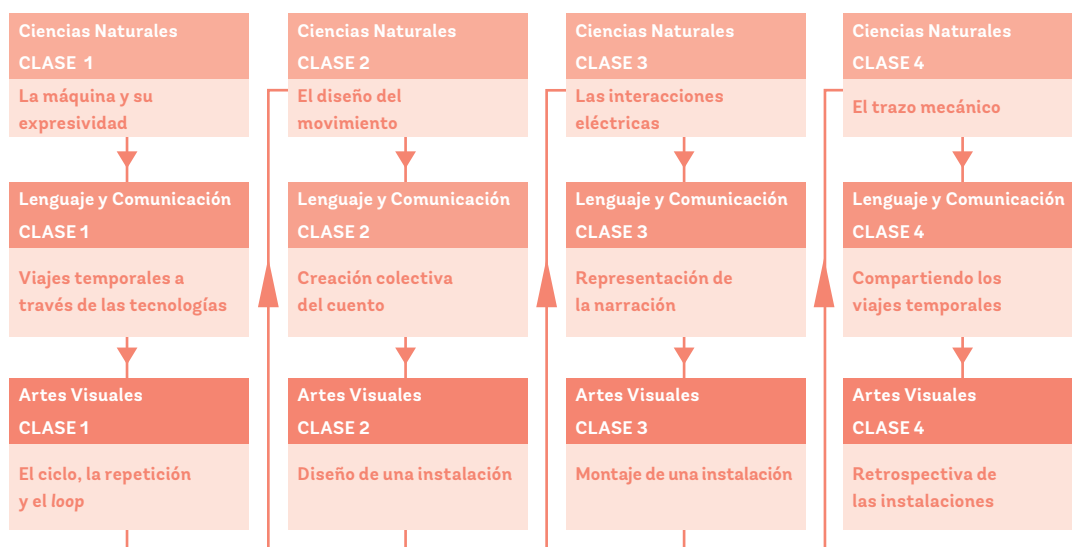 Ciencias Naturales
CLASE 1
La máquina y su
expresividad
Lenguaje y Comunicación
CLASE 1
Viajes temporales a
través de las tecnologías
Artes Visuales
CLASE 1
El ciclo, la repetición
y el loop
Ciencias Naturales
CLASE 2
El diseño del
movimiento
Lenguaje y Comunicación
CLASE 2
Creación colectiva
del cuento
Artes Visuales
CLASE 2
Diseño de una instalación
Ciencias Naturales
CLASE 3
Las interacciones
eléctricas
Lenguaje y Comunicación
CLASE 3
Representación de
la narración
Artes Visuales
CLASE 3
Montaje de una instalación
Ciencias Naturales
CLASE 4
El trazo mecánico
Lenguaje y Comunicación
CLASE 4
Compartiendo los
viajes temporales
Artes Visuales
CLASE 4
Retrospectiva de
las instalaciones